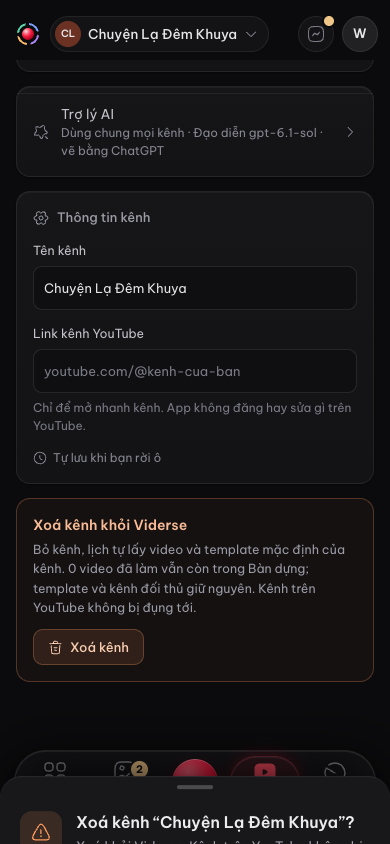 CL Chuyện Lạ Đêm Khuya W
Trợ lý AI
Dùng chung mọi kênh · Đạo diễn gpt-6.1-sol ·
vẽ bằng ChatGPT
Thông tin kênh
Tên kênh
Chuyện Lạ Đêm Khuya
Link kênh YouTube
youtube.com/@kenh-cua-ban
Chỉ để mở nhanh kênh. App không đăng hay sửa gì trên
YouTube.
Tự lưu khi bạn rời ô
Xoá kênh khỏi Viderse
Bỏ kênh, lịch tự lấy video và template mặc định của
kênh. 0 video đã làm vẫn còn trong Bàn dựng;
template và kênh đối thủ giữ nguyên. Kênh trên
YouTube không bị đụng tới.
Xoá kênh
2
Xoá kênh “Chuyện Lạ Đêm Khuya”?